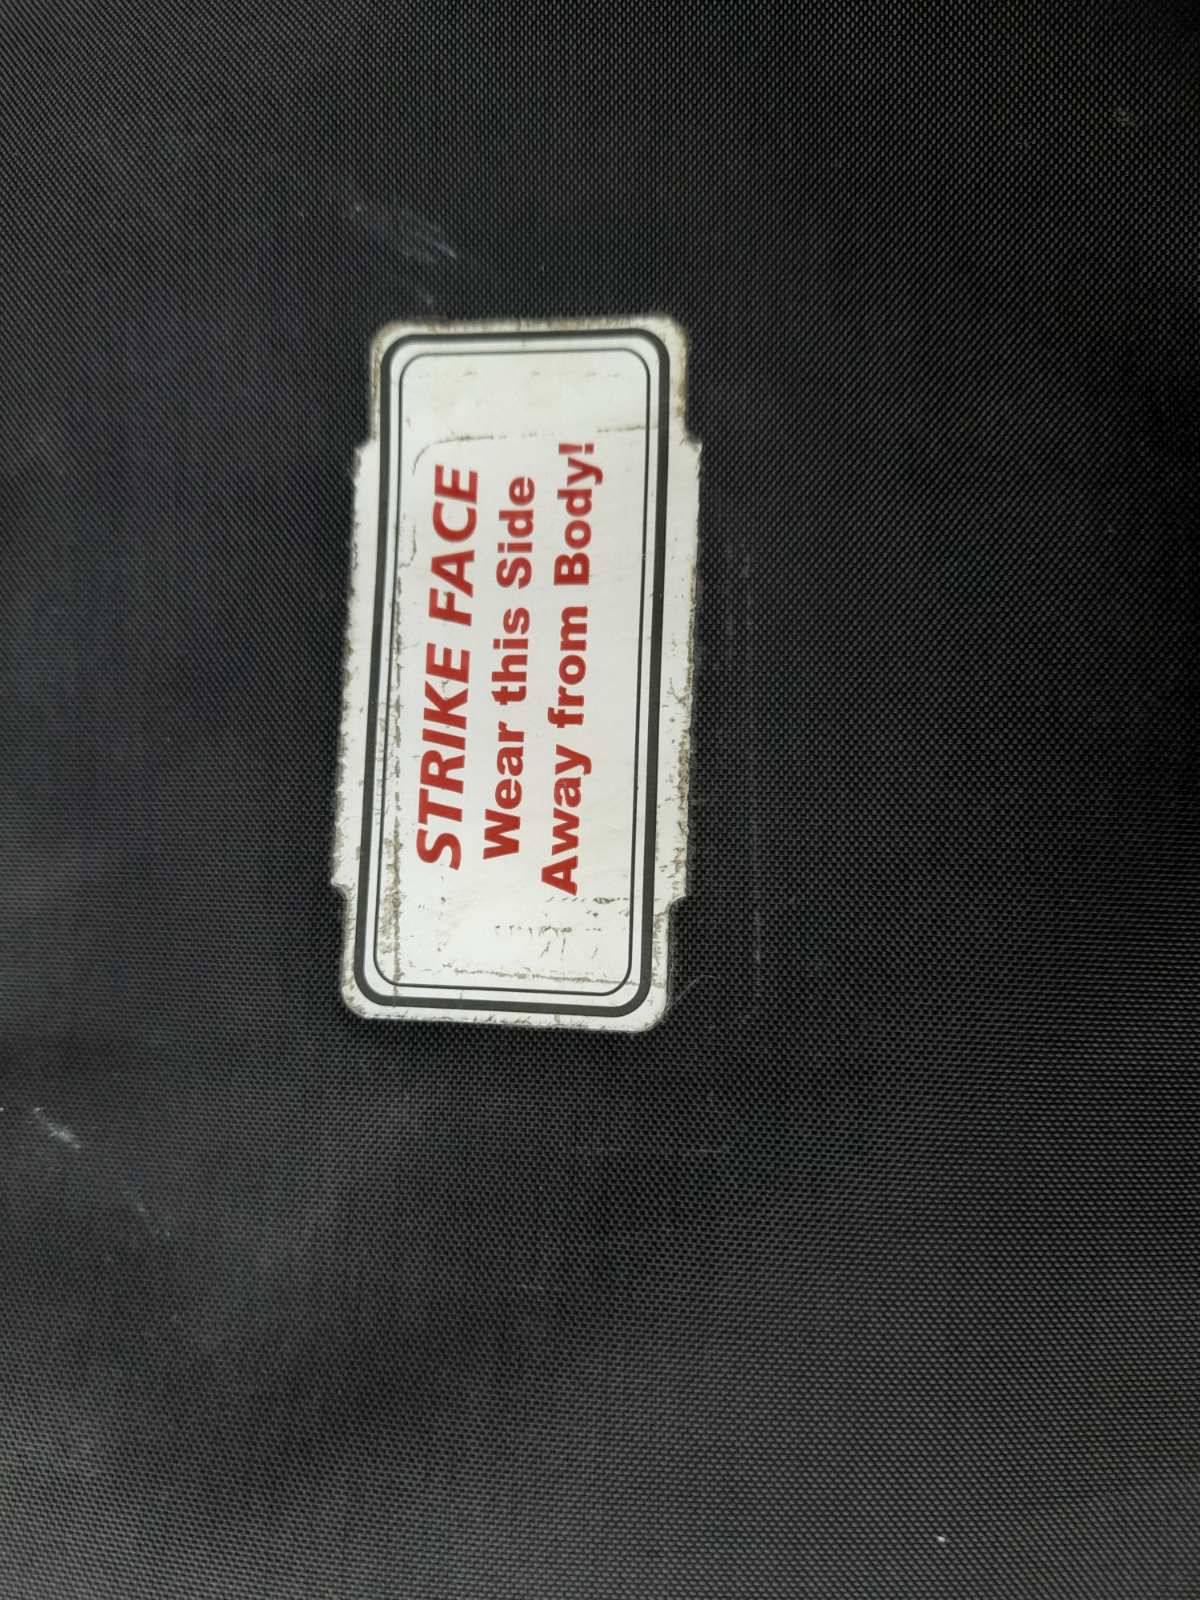 STRIKE FACE
Wear this Side
Away from Body!